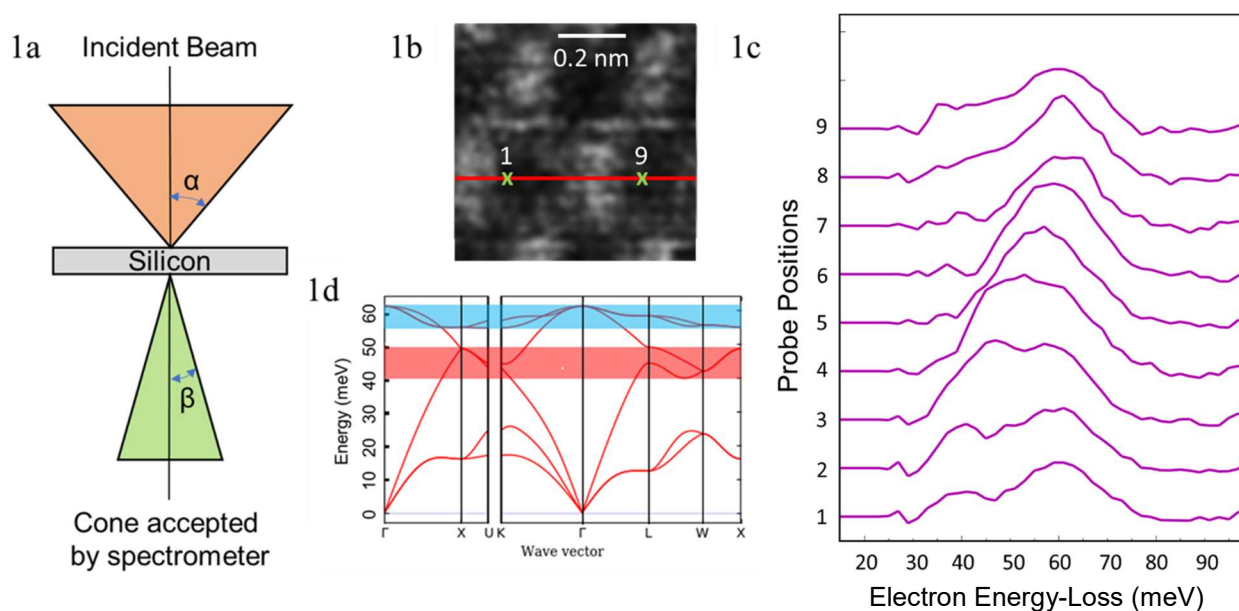 1a
Incident Beam
α
Silicon
β
Cone accepted
by spectrometer
1b
0.2 nm
1
9
1d
60
50
40
30
20
10
0
Energy (meV)
Γ X U K Γ L W X
Wave vector
1c
9
8
7
6
5
4
3
2
1
Probe Positions
20 30 40 50 60 70 80 90
Electron Energy-Loss (meV)